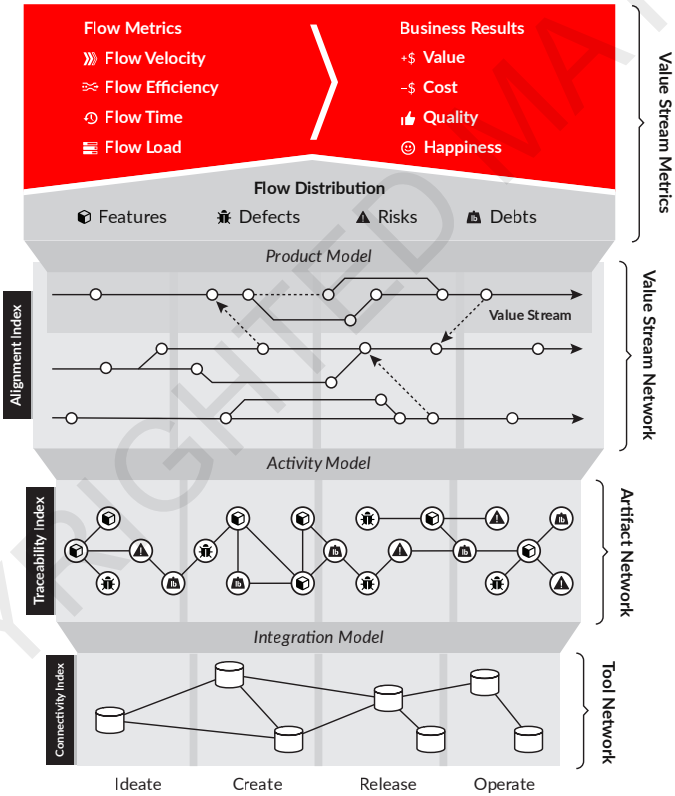 Flow Metrics
Flow Velocity
Flow Efficiency
Flow Time
Flow Load
Business Results
+$ Value
–$ Cost
Quality
Happiness
Value Stream Metrics
Flow Distribution
Features
Defects
Risks
Debts
Product Model
Alignment Index
Value Stream
Value Stream Network
Activity Model
Traceability Index
Artifact Network
Integration Model
Connectivity Index
Tool Network
Ideate
Create
Release
Operate
YRIGHTED MAT